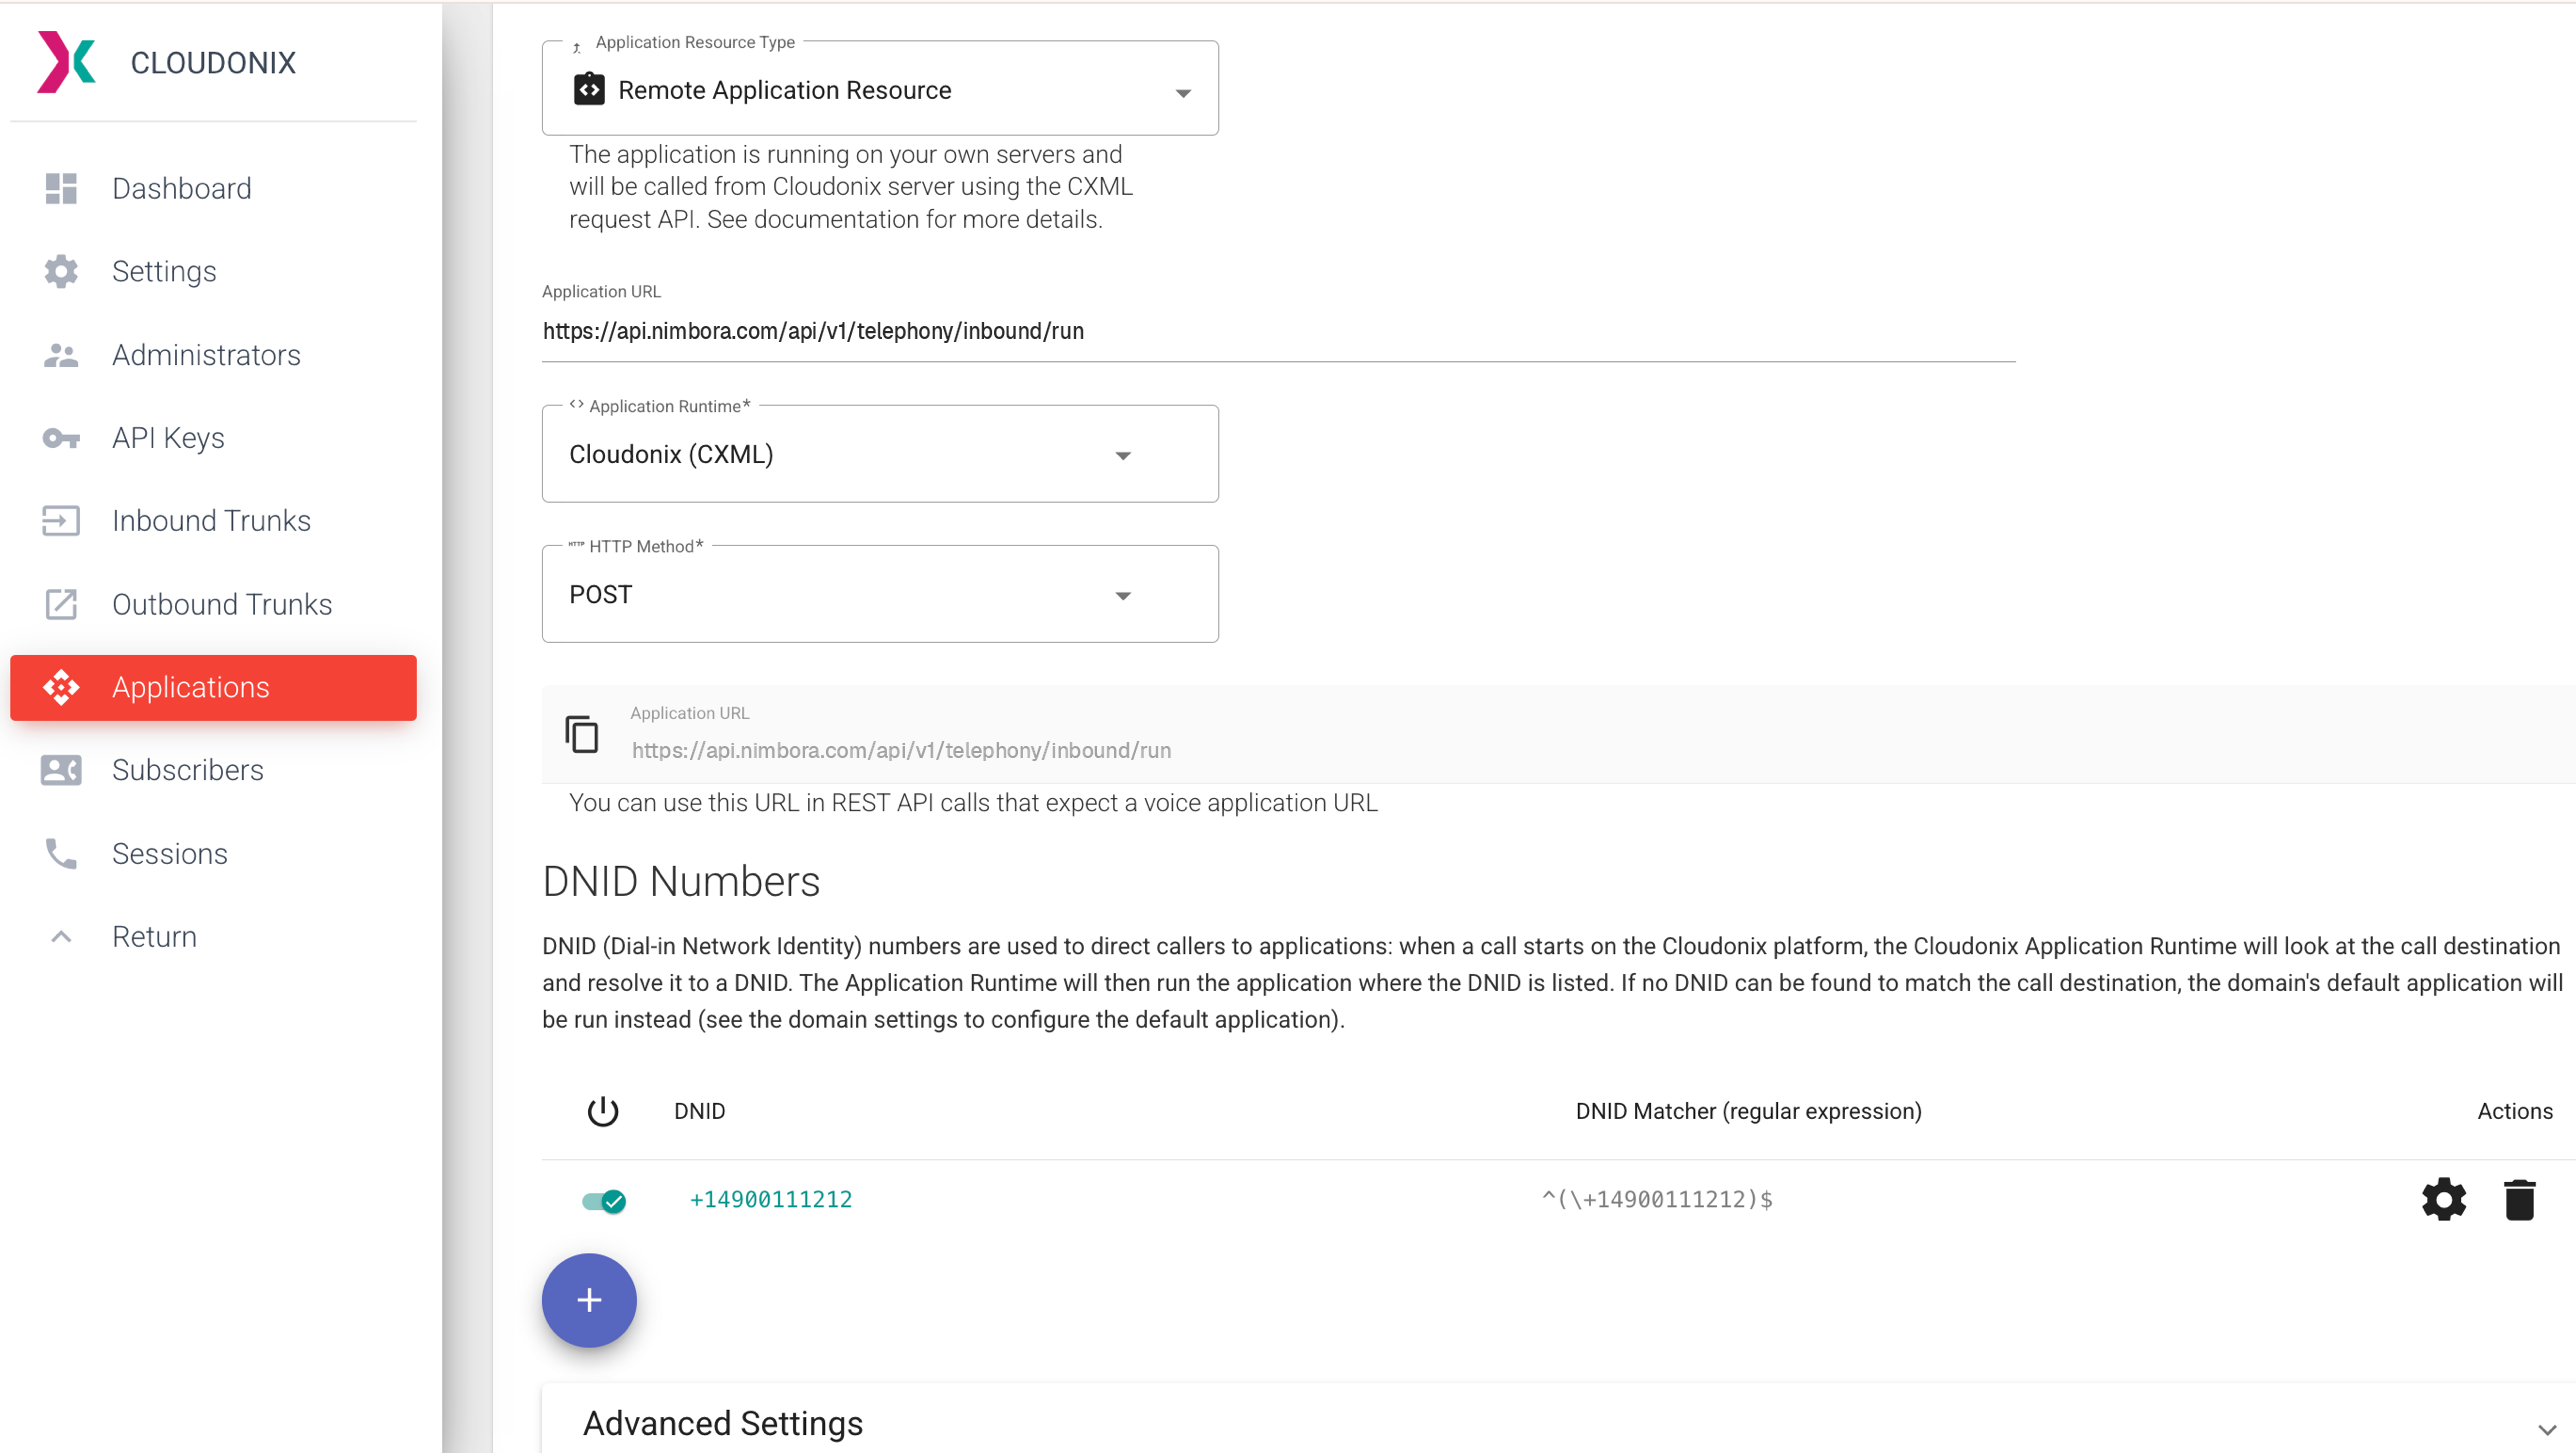 CLOUDONIX
Dashboard
Settings
Administrators
API Keys
Inbound Trunks
Outbound Trunks
Applications
Subscribers
Sessions
Return
Application Resource Type
Remote Application Resource
The application is running on your own servers and
will be called from Cloudonix server using the CXML
request API. See documentation for more details.
Application URL
https://api.nimbora.com/api/v1/telephony/inbound/run
Application Runtime*
Cloudonix (CXML)
HTTP HTTP Method*
POST
Application URL
https://api.nimbora.com/api/v1/telephony/inbound/run
You can use this URL in REST API calls that expect a voice application URL
DNID Numbers
DNID (Dial-in Network Identity) numbers are used to direct callers to applications: when a call starts on the Cloudonix platform, the Cloudonix Application Runtime will look at the call destination
and resolve it to a DNID. The Application Runtime will then run the application where the DNID is listed. If no DNID can be found to match the call destination, the domain's default application will
be run instead (see the domain settings to configure the default application).
DNID DNID Matcher (regular expression) Actions
+14900111212 ^(\+14900111212)$
Advanced Settings